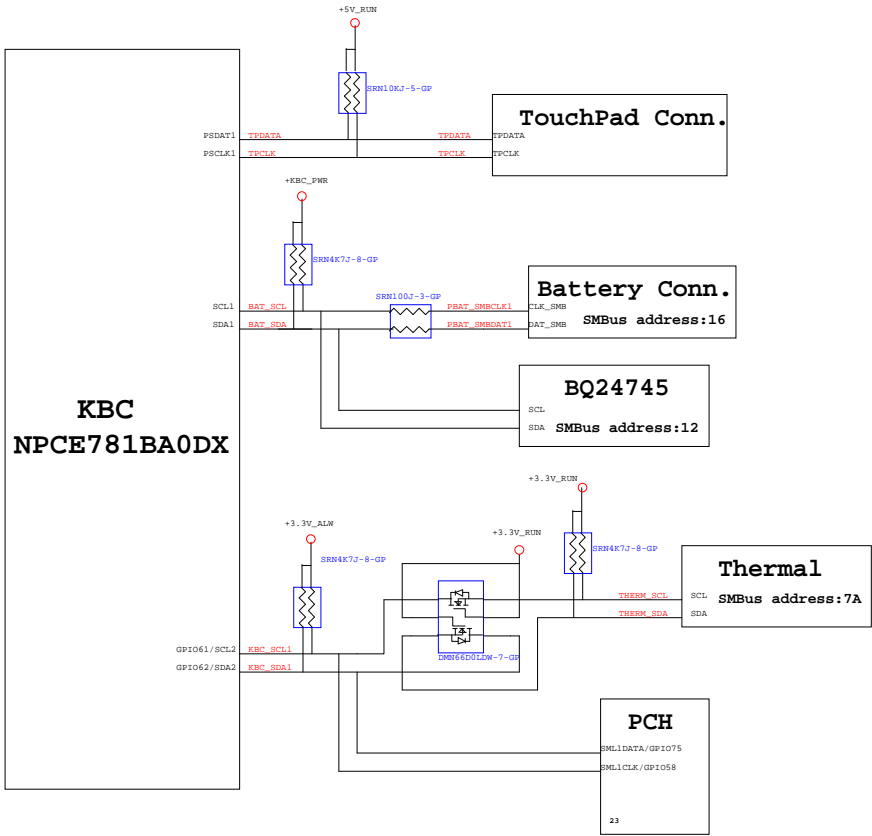 +5V_RUN
SRN10KJ-5-GP
TouchPad Conn.
PSDAT1 TPDATA TPDATA TPDATA
PSCLK1 TPCLK TPCLK TPCLK
+KBC_PWR
SRN4K7J-8-GP
SRN100J-3-GP
Battery Conn.
SCL1 BAT_SCL PBAT_SMBCLK1 CLK_SMB
SMBus address:16
SDA1 BAT_SDA PBAT_SMBDAT1 DAT_SMB
BQ24745
SCL
SDA SMBus address:12
KBC
NPCE781BA0DX
+3.3V_RUN
+3.3V_ALW
+3.3V_RUN
SRN4K7J-8-GP
SRN4K7J-8-GP
Thermal
THERM_SCL SCL SMBus address:7A
THERM_SDA SDA
GPIO61/SCL2 KBC_SCL1
DMN66D0LDW-7-GP
GPIO62/SDA2 KBC_SDA1
PCH
SML1DATA/GPIO75
SML1CLK/GPIO58
23